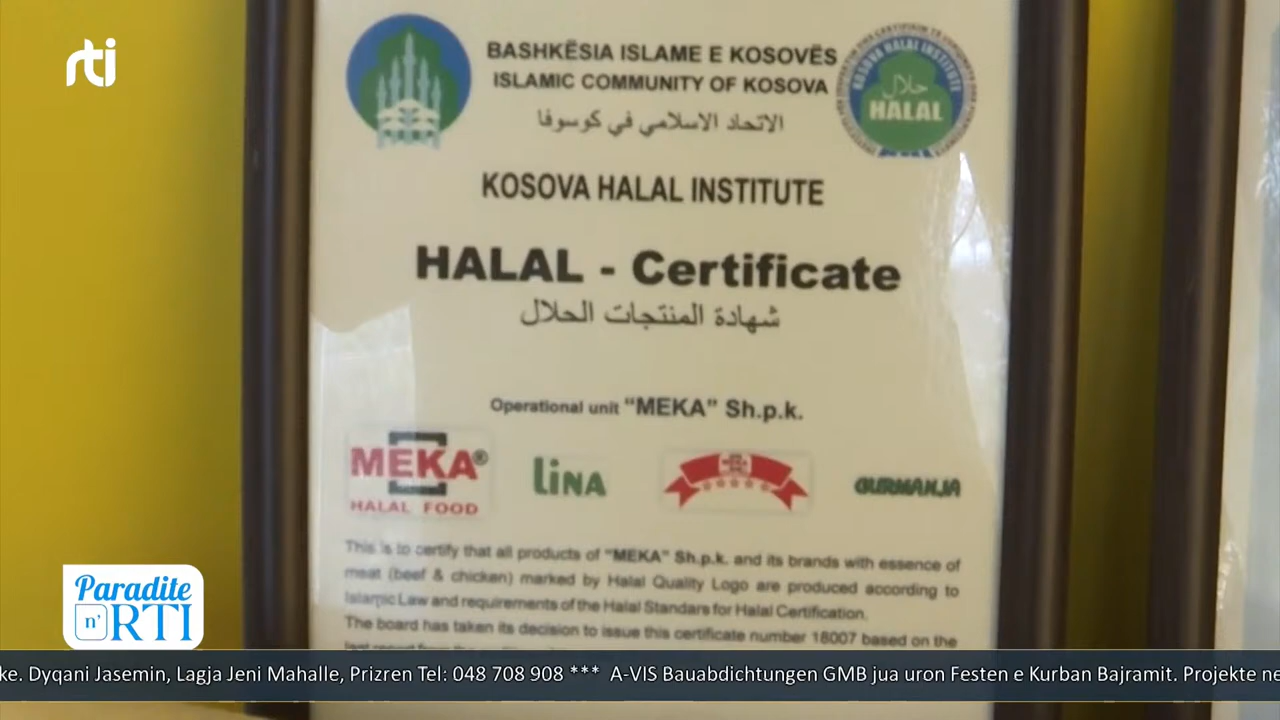 rti
BASHKËSIA ISLAME E KOSOVËS
ISLAMIC COMMUNITY OF KOSOVA
الاتحاد الاسلامي في كوسوفا
KOSOVA HALAL INSTITUTE
حلال
HALAL
KOSOVA HALAL INSTITUTE
HALAL - Certificate
شهادة المنتجات الحلال
Operational unit “MEKA” Sh.p.k.
MEKA®
HALAL FOOD
LiNA
GURMANJA
This is to certify that all products of “MEKA” Sh.p.k. and its brands with essence of
meat (beef & chicken) marked by Halal Quality Logo are produced according to
Islamic Law and requirements of the Halal Standars for Halal Certification.
The board has taken its decision to issue this certificate number 18007 based on the
Paradite
n'
RTI
ke. Dyqani Jasemin, Lagja Jeni Mahalle, Prizren Tel: 048 708 908 *** A-VIS Bauabdichtungen GMB jua uron Festen e Kurban Bajramit. Projekte ne